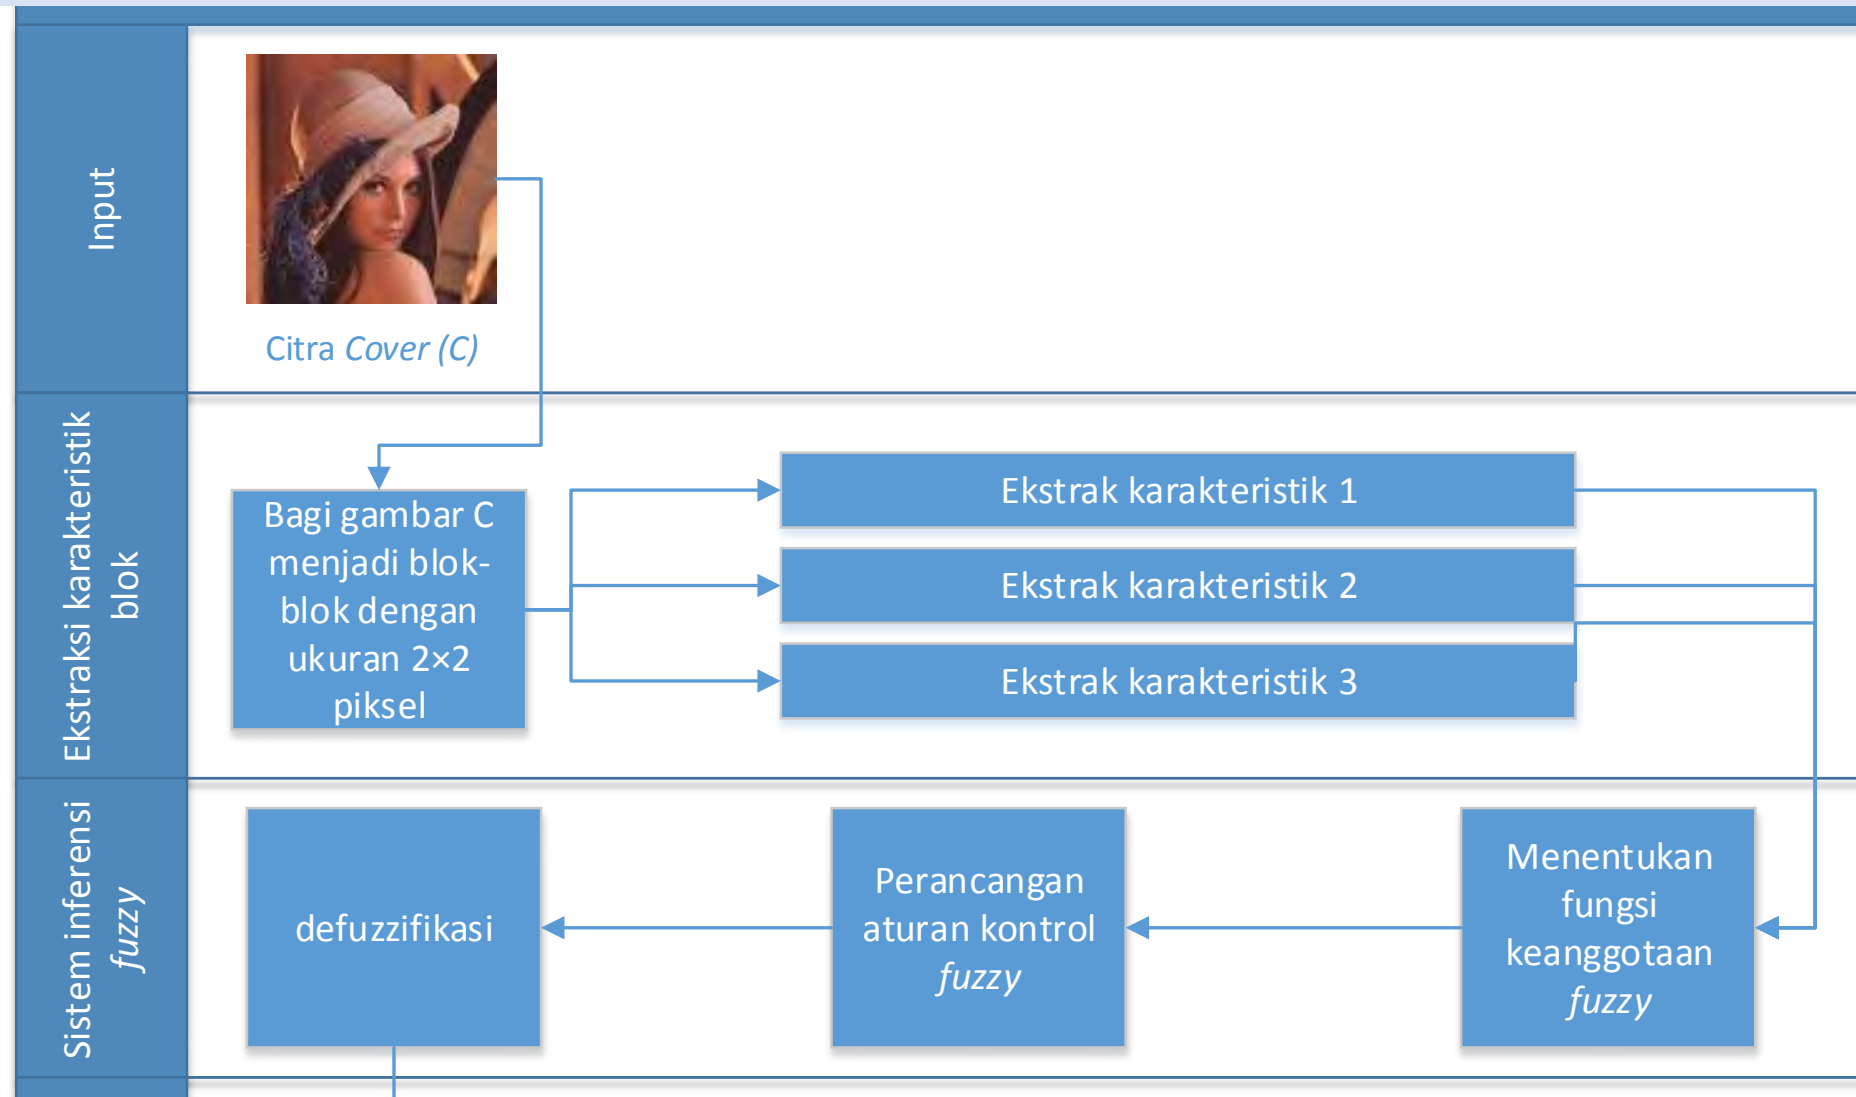 Input
Citra Cover (C)
Ekstraksi karakteristik
blok
Bagi gambar C
menjadi blok-
blok dengan
ukuran 2×2
piksel
Ekstrak karakteristik 1
Ekstrak karakteristik 2
Ekstrak karakteristik 3
Sistem inferensi
fuzzy
defuzzifikasi
Perancangan
aturan kontrol
fuzzy
Menentukan
fungsi
keanggotaan
fuzzy